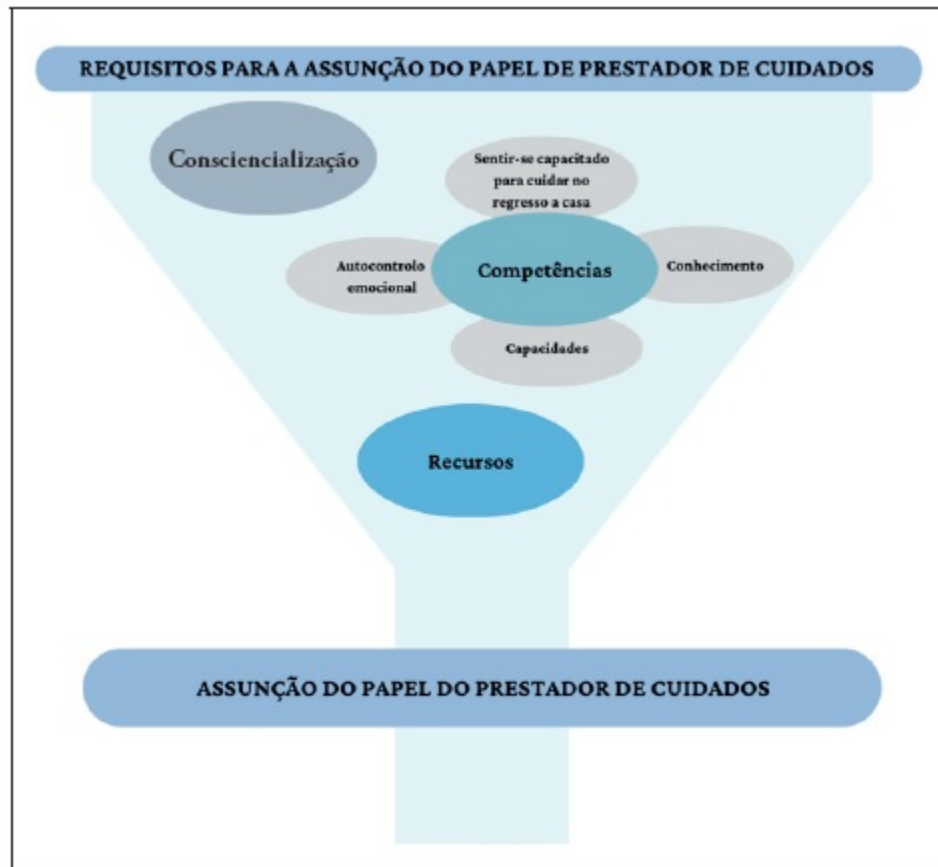 REQUISITOS PARA A ASSUNÇÃO DO PAPEL DE PRESTADOR DE CUIDADOS
Consciencialização
Sentir-se capacitado
para cuidar no
regresso a casa
Autocontrolo
emocional
Competências
Conhecimento
Capacidades
Recursos
ASSUNÇÃO DO PAPEL DO PRESTADOR DE CUIDADOS